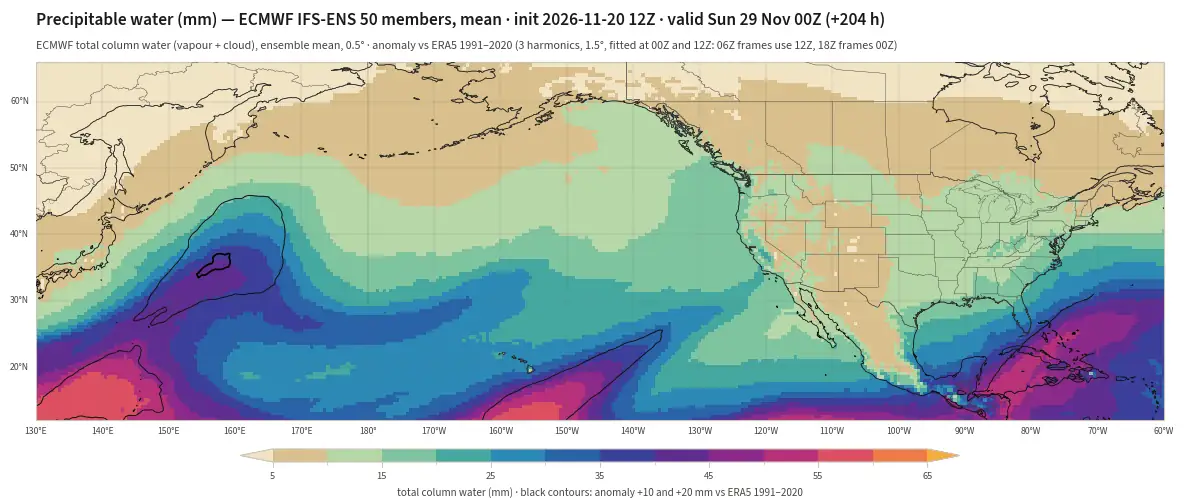 Precipitable water (mm) — ECMWF IFS-ENS 50 members, mean · init 2026-11-20 12Z · valid Sun 29 Nov 00Z (+204 h)
ECMWF total column water (vapour + cloud), ensemble mean, 0.5° · anomaly vs ERA5 1991–2020 (3 harmonics, 1.5°, fitted at 00Z and 12Z: 06Z frames use 12Z, 18Z frames 00Z)
60°N
50°N
40°N
30°N
20°N
130°E 140°E 150°E 160°E 170°E 180° 170°W 160°W 150°W 140°W 130°W 120°W 110°W 100°W 90°W 80°W 70°W 60°W
5 15 25 35 45 55 65
total column water (mm) · black contours: anomaly +10 and +20 mm vs ERA5 1991–2020